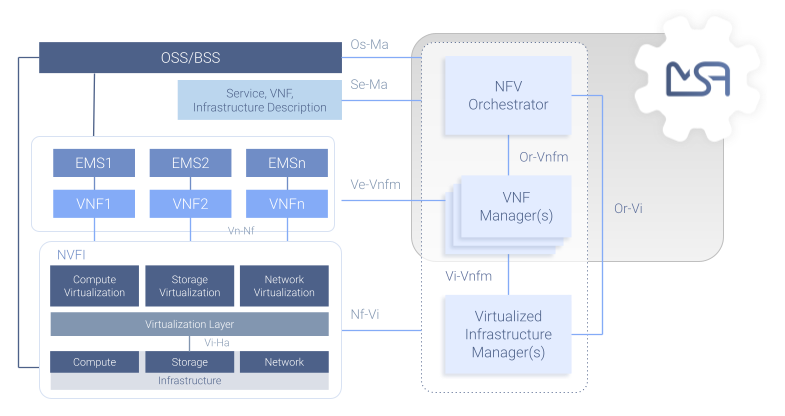 OSS/BSS
Os-Ma
Service, VNF,
Infrastructure Description
Se-Ma
NFV
Orchestrator
MSA
EMS1
EMS2
EMSn
VNF1
VNF2
VNFn
Vn-Nf
Ve-Vnfm
Or-Vnfm
VNF
Manager(s)
Or-Vi
Vi-Vnfm
NVFI
Compute
Virtualization
Storage
Virtualization
Network
Virtualization
Virtualization Layer
Vi-Ha
Compute
Storage
Network
Infrastructure
Nf-Vi
Virtualized
Infrastructure
Manager(s)